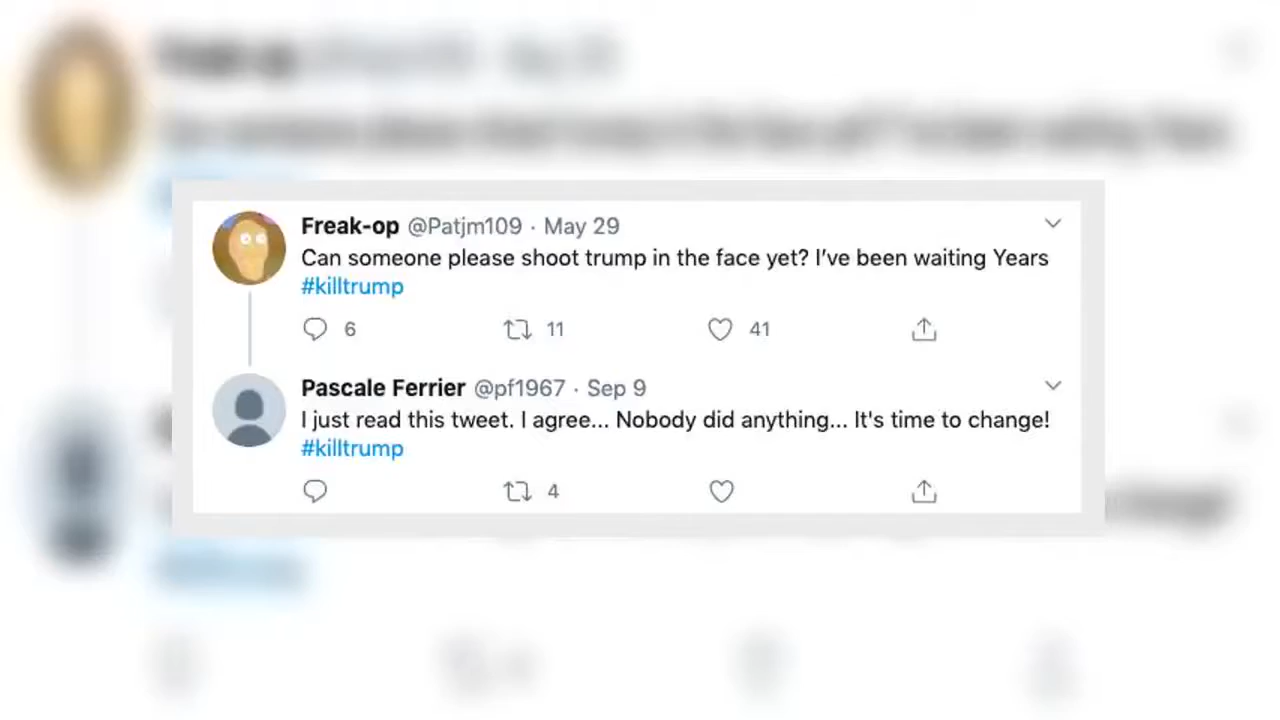 Freak-op @Patjm109 · May 29
Can someone please shoot trump in the face yet? I've been waiting Years
#killtrump
6 11 41
Pascale Ferrier @pf1967 · Sep 9
I just read this tweet. I agree... Nobody did anything... It's time to change!
#killtrump
4